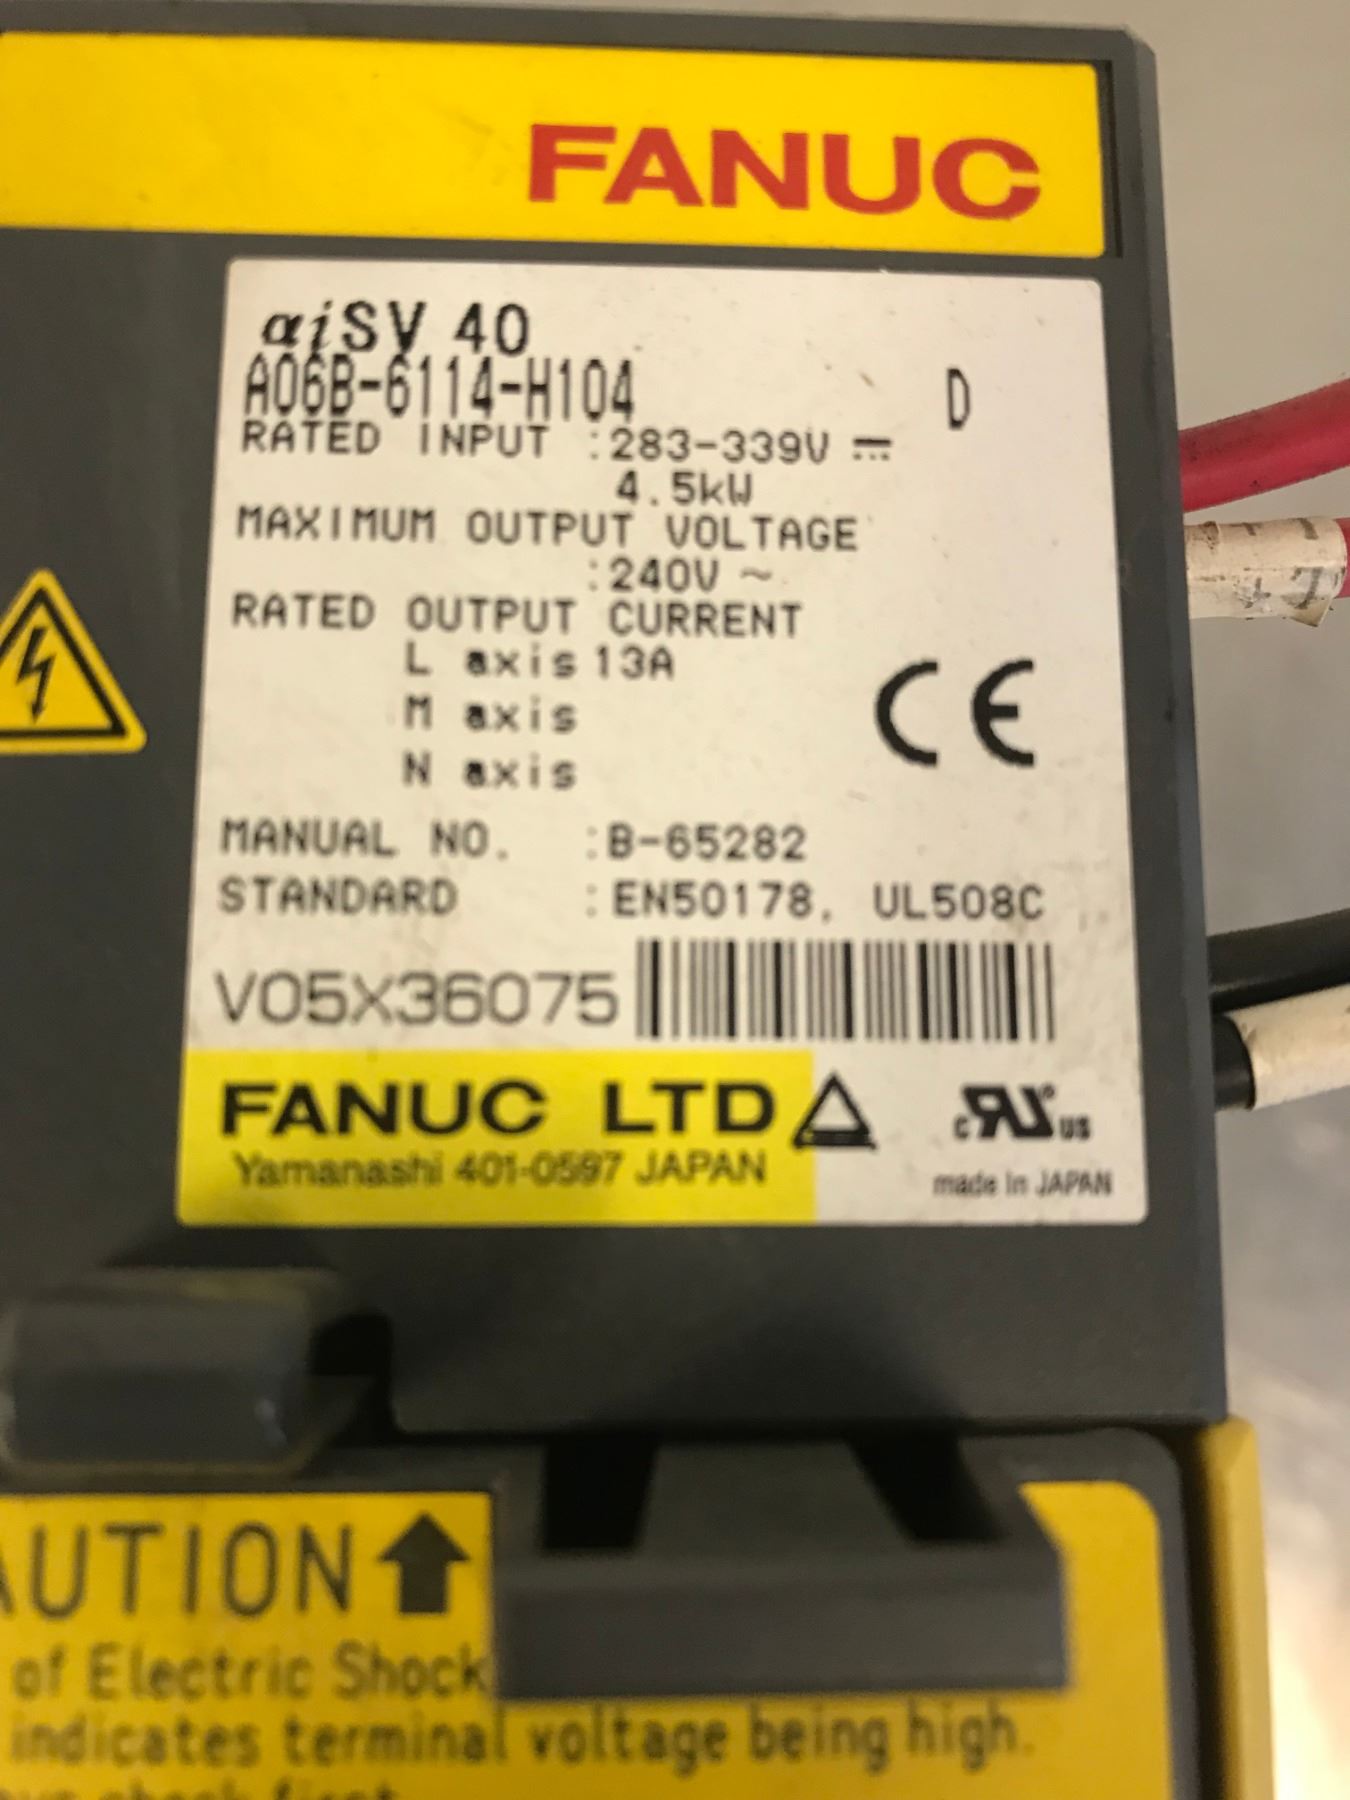 FANUC
αiSV 40
A06B-6114-H104 D
RATED INPUT :283-339V ⎓
4.5kW
MAXIMUM OUTPUT VOLTAGE
:240V ~
RATED OUTPUT CURRENT
L axis 13A
M axis
N axis
CE
MANUAL NO. :B-65282
STANDARD :EN50178, UL508C
V05X36075
FANUC LTD
Yamanashi 401-0597 JAPAN
c RU us
made in JAPAN
AUTION
of Electric Shock
indicates terminal voltage being high.